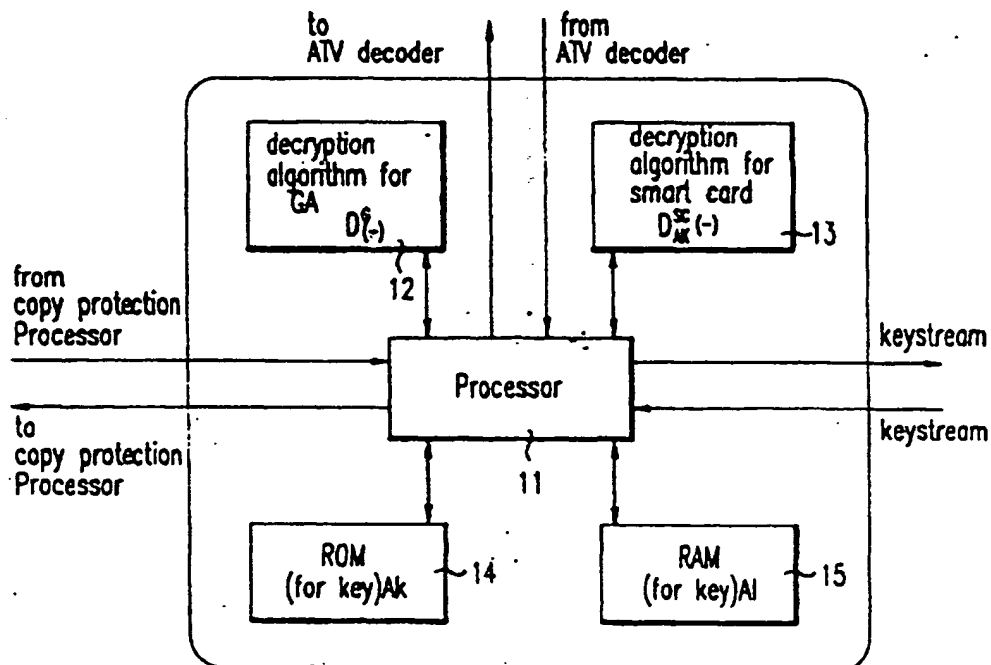 to
ATV decoder
from
ATV decoder
decryption
algorithm for
GA
D^G_(-)
12
decryption
algorithm for
smart card
D^SC_AK(-)
13
from
copy protection
Processor
keystream
Processor
11
to
copy protection
Processor
keystream
ROM
(for key)Ak
14
RAM
(for key)Al
15